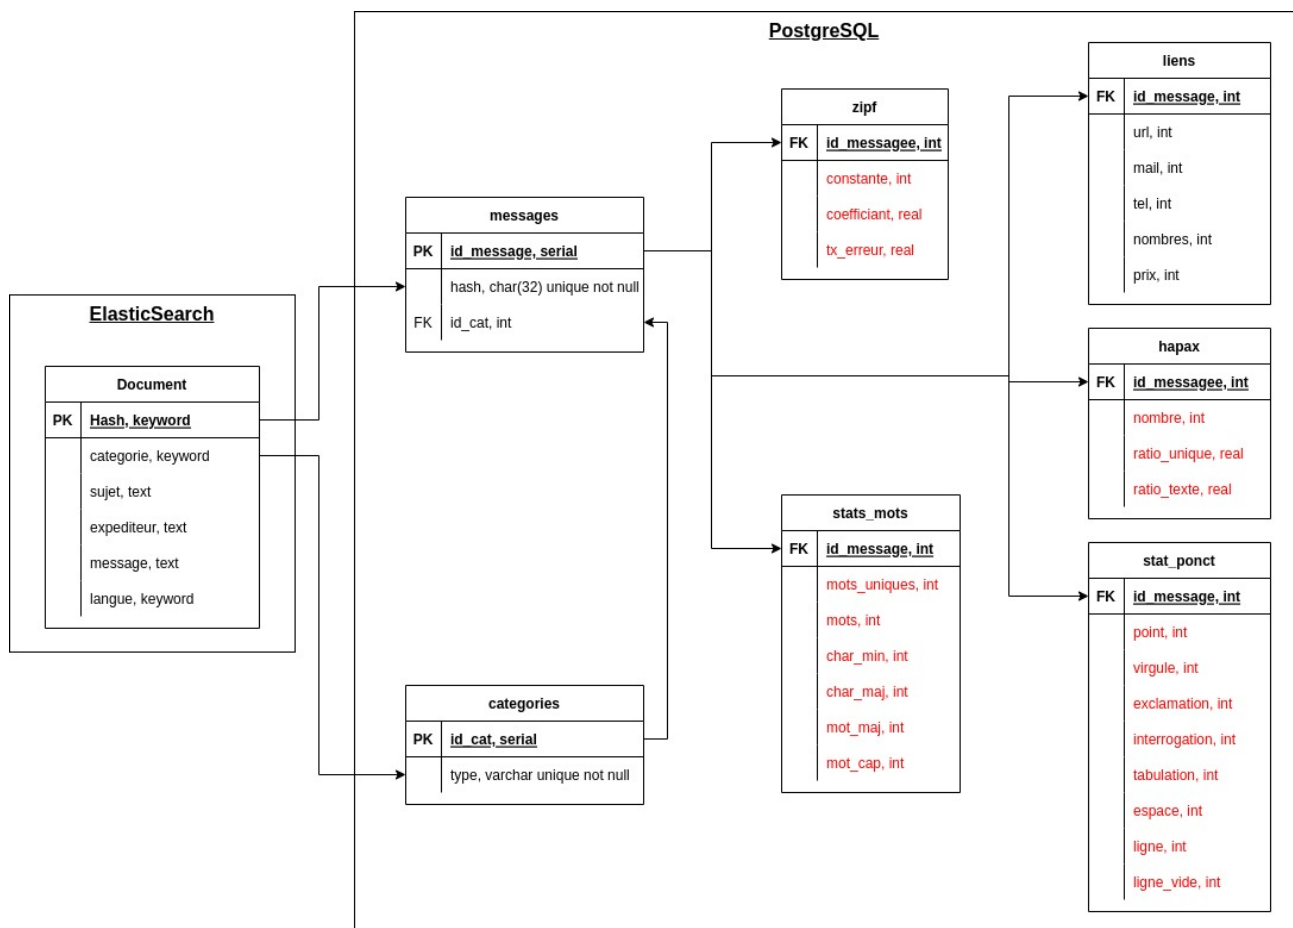 PostgreSQL
ElasticSearch
Document
PK Hash, keyword
categorie, keyword
sujet, text
expediteur, text
message, text
langue, keyword
messages
PK id_message, serial
hash, char(32) unique not null
FK id_cat, int
categories
PK id_cat, serial
type, varchar unique not null
zipf
FK id_messagee, int
constante, int
coefficiant, real
tx_erreur, real
stats_mots
FK id_message, int
mots_uniques, int
mots, int
char_min, int
char_maj, int
mot_maj, int
mot_cap, int
liens
FK id_message, int
url, int
mail, int
tel, int
nombres, int
prix, int
hapax
FK id_messagee, int
nombre, int
ratio_unique, real
ratio_texte, real
stat_ponct
FK id_message, int
point, int
virgule, int
exclamation, int
interrogation, int
tabulation, int
espace, int
ligne, int
ligne_vide, int